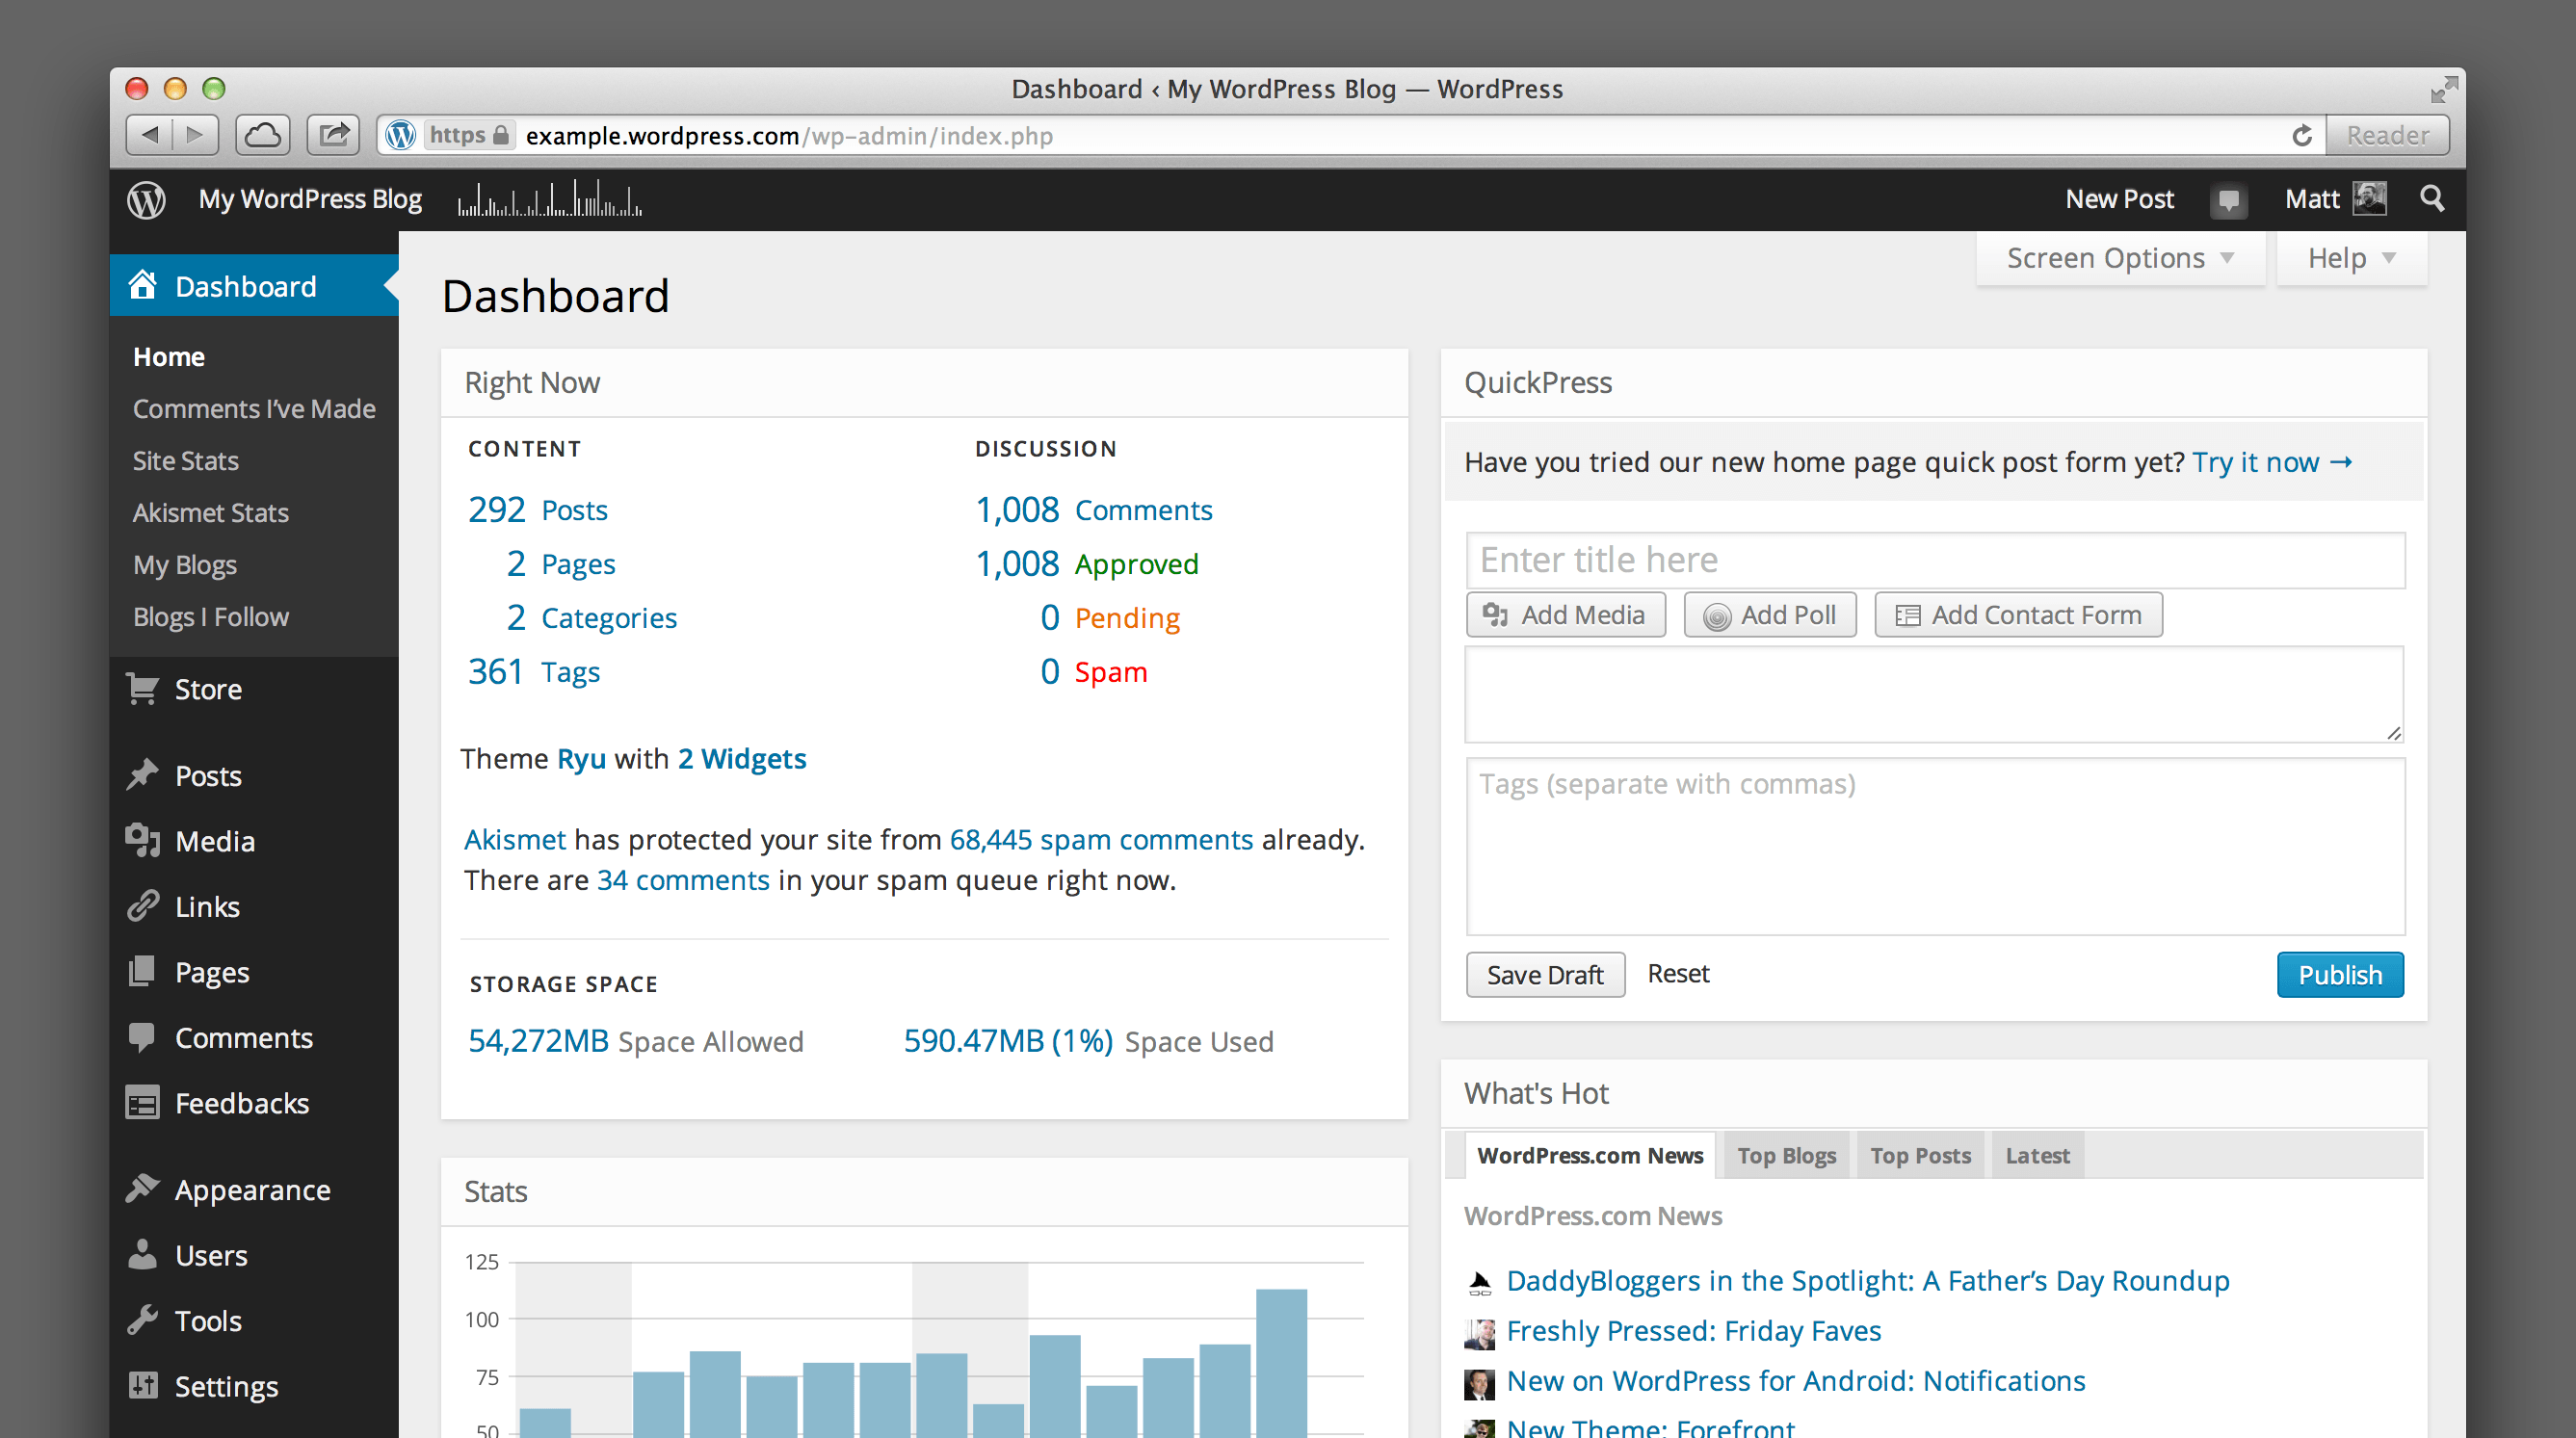 Dashboard ‹ My WordPress Blog — WordPress
https example.wordpress.com/wp-admin/index.php
Reader
My WordPress Blog
New Post
Matt
Screen Options
Help
Dashboard
Home
Comments I’ve Made
Site Stats
Akismet Stats
My Blogs
Blogs I Follow
Store
Posts
Media
Links
Pages
Comments
Feedbacks
Appearance
Users
Tools
Settings
Dashboard
Right Now
CONTENT
292 Posts
2 Pages
2 Categories
361 Tags
DISCUSSION
1,008 Comments
1,008 Approved
0 Pending
0 Spam
Theme Ryu with 2 Widgets
Akismet has protected your site from 68,445 spam comments already.
There are 34 comments in your spam queue right now.
STORAGE SPACE
54,272MB Space Allowed
590.47MB (1%) Space Used
Stats
125
100
75
50
QuickPress
Have you tried our new home page quick post form yet? Try it now →
Enter title here
Add Media
Add Poll
Add Contact Form
Tags (separate with commas)
Save Draft
Reset
Publish
What's Hot
WordPress.com News
Top Blogs
Top Posts
Latest
WordPress.com News
DaddyBloggers in the Spotlight: A Father’s Day Roundup
Freshly Pressed: Friday Faves
New on WordPress for Android: Notifications
New Theme: Forefront